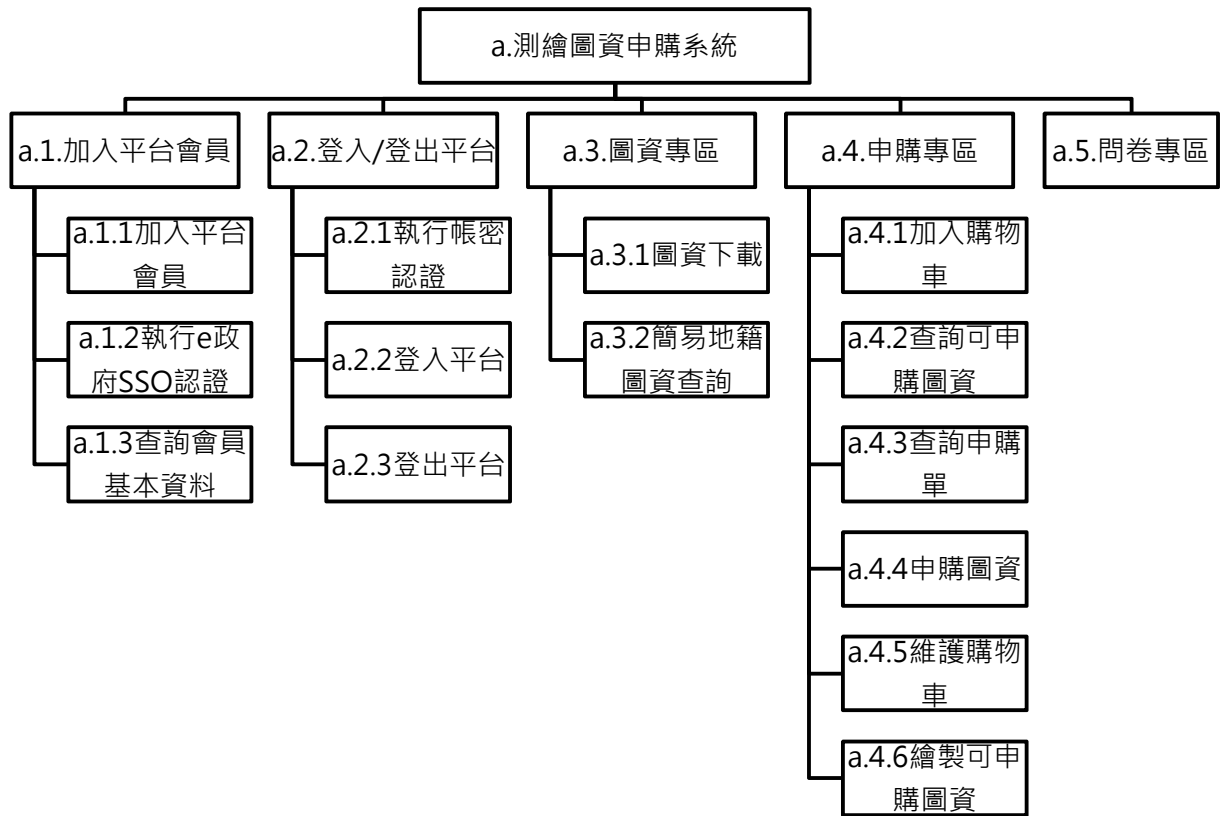 a.測繪圖資申購系統
a.1.加入平台會員
a.2.登入/登出平台
a.3.圖資專區
a.4.申購專區
a.5.問卷專區
a.1.1加入平台
會員
a.1.2執行e政
府SSO認證
a.1.3查詢會員
基本資料
a.2.1執行帳密
認證
a.2.2登入平台
a.2.3登出平台
a.3.1圖資下載
a.3.2簡易地籍
圖資查詢
a.4.1加入購物
車
a.4.2查詢可申
購圖資
a.4.3查詢申購
單
a.4.4申購圖資
a.4.5維護購物
車
a.4.6繪製可申
購圖資